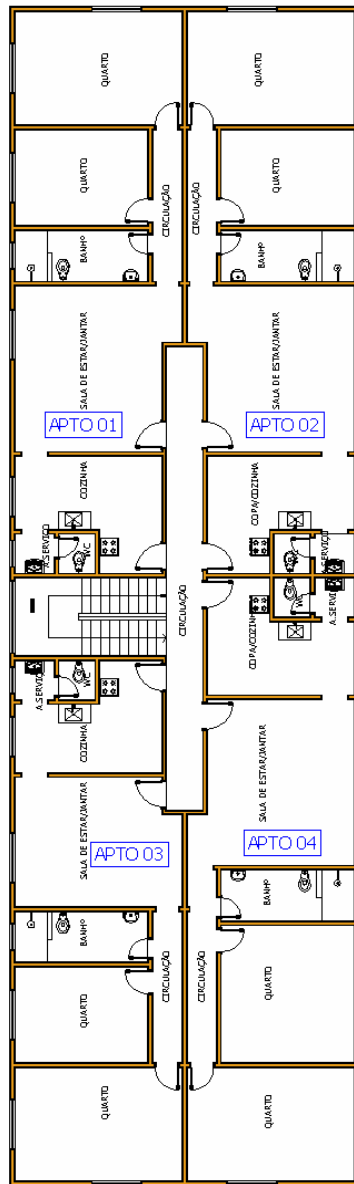 QUARTO
QUARTO
QUARTO
QUARTO
CIRCULAÇÃO
CIRCULAÇÃO
BANHº
BANHº
SALA DE ESTAR/JANTAR
SALA DE ESTAR/JANTAR
APTO 01
APTO 02
COZINHA
COPA/COZINHA
A.SERVIÇO
WC
WC
A.SERVIÇO
CIRCULAÇÃO
WC
COPA/COZINHA
A.SERVIÇO
A.SERVIÇO
WC
COZINHA
SALA DE ESTAR/JANTAR
SALA DE ESTAR/JANTAR
APTO 03
APTO 04
BANHº
BANHº
CIRCULAÇÃO
CIRCULAÇÃO
QUARTO
QUARTO
QUARTO
QUARTO